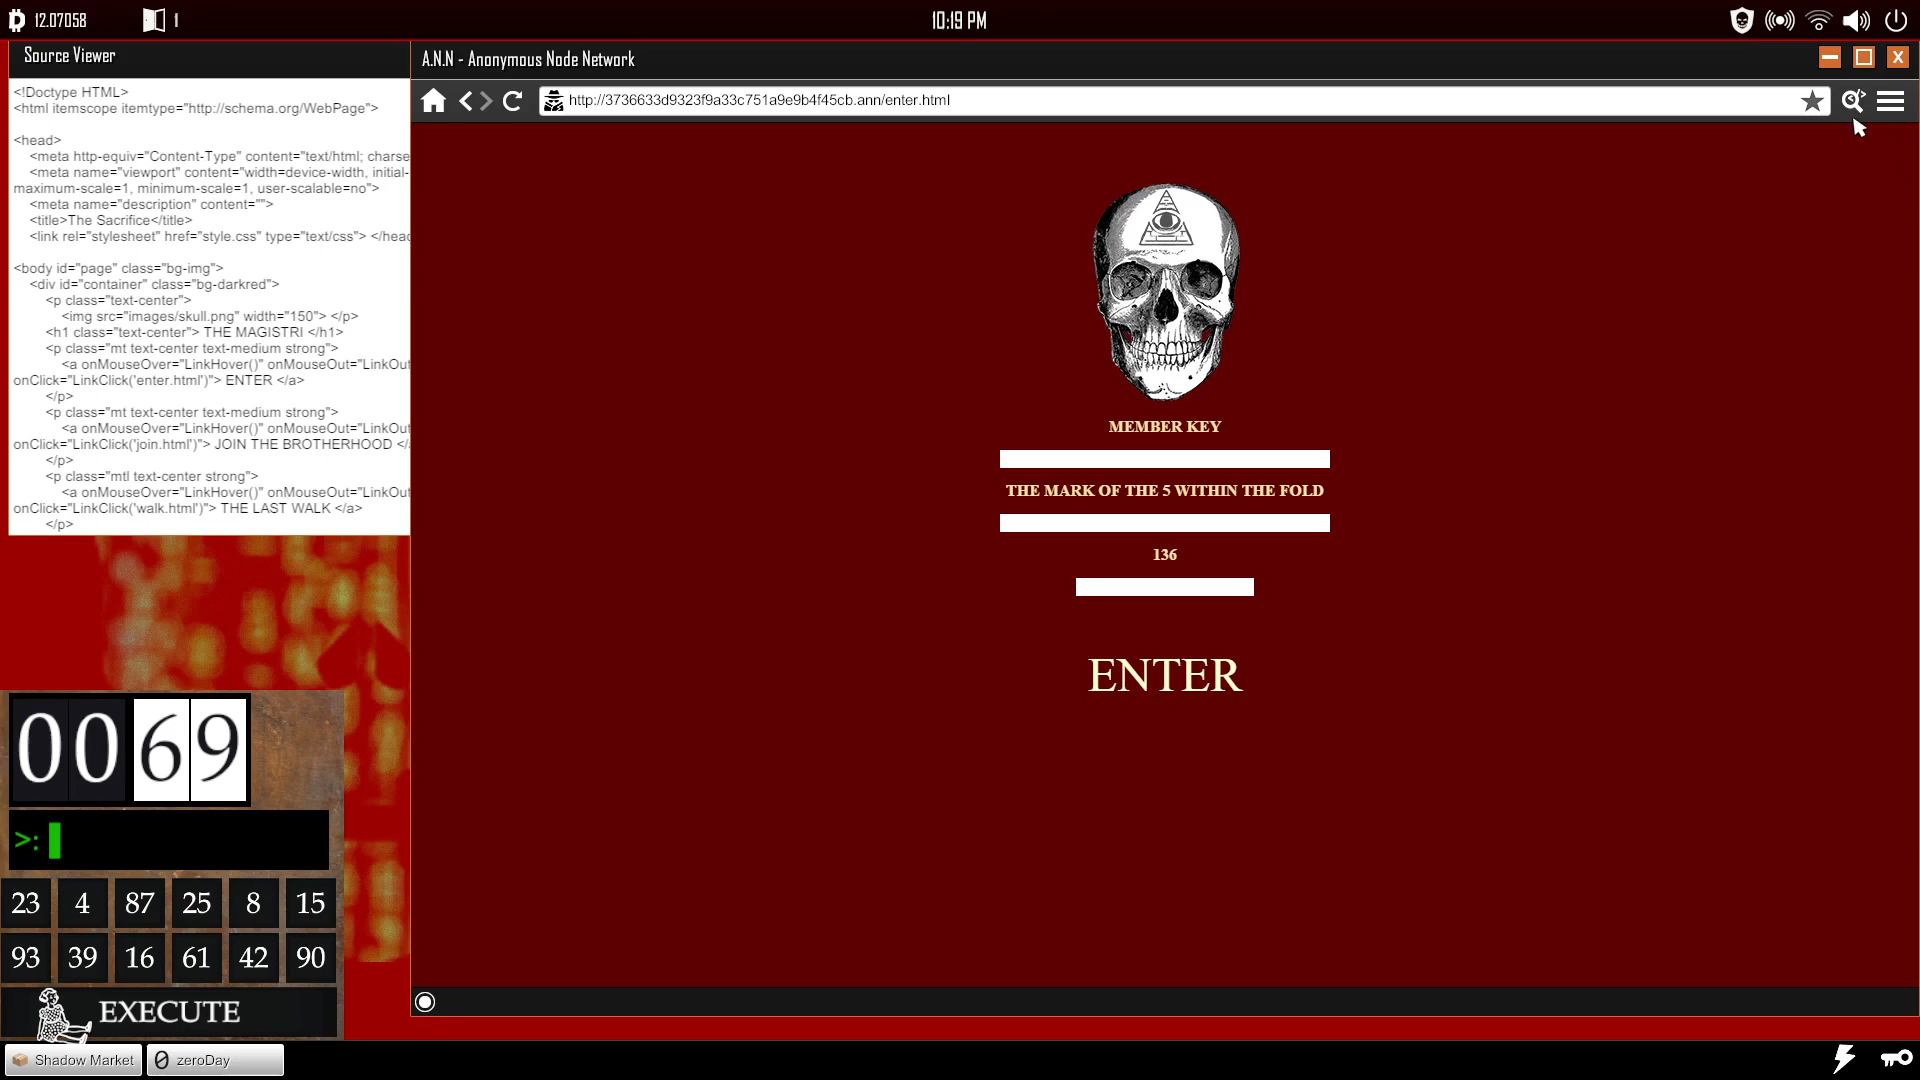 12.07058
1
10:19 PM
Source Viewer
<!Doctype HTML>
<html itemscope itemtype="http://schema.org/WebPage">
<head>
<meta http-equiv="Content-Type" content="text/html; charse
<meta name="viewport" content="width=device-width, initial-
maximum-scale=1, minimum-scale=1, user-scalable=no">
<meta name="description" content="">
<title>The Sacrifice</title>
<link rel="stylesheet" href="style.css" type="text/css"> </head
<body id="page" class="bg-img">
<div id="container" class="bg-darkred">
<p class="text-center">
<img src="images/skull.png" width="150"> </p>
<h1 class="text-center"> THE MAGISTRI </h1>
<p class="mt text-center text-medium strong">
<a onMouseOver="LinkHover()" onMouseOut="LinkOut
onClick="LinkClick('enter.html')"> ENTER </a>
</p>
<p class="mt text-center text-medium strong">
<a onMouseOver="LinkHover()" onMouseOut="LinkOut
onClick="LinkClick('join.html')"> JOIN THE BROTHERHOOD </a
</p>
<p class="mtl text-center strong">
<a onMouseOver="LinkHover()" onMouseOut="LinkOut
onClick="LinkClick('walk.html')"> THE LAST WALK </a>
</p>
A.N.N - Anonymous Node Network
http://3736633d9323f9a33c751a9e9b4f45cb.ann/enter.html
MEMBER KEY
THE MARK OF THE 5 WITHIN THE FOLD
136
ENTER
0069
>:
23 4 87 25 8 15
93 39 16 61 42 90
EXECUTE
Shadow Market
zeroDay